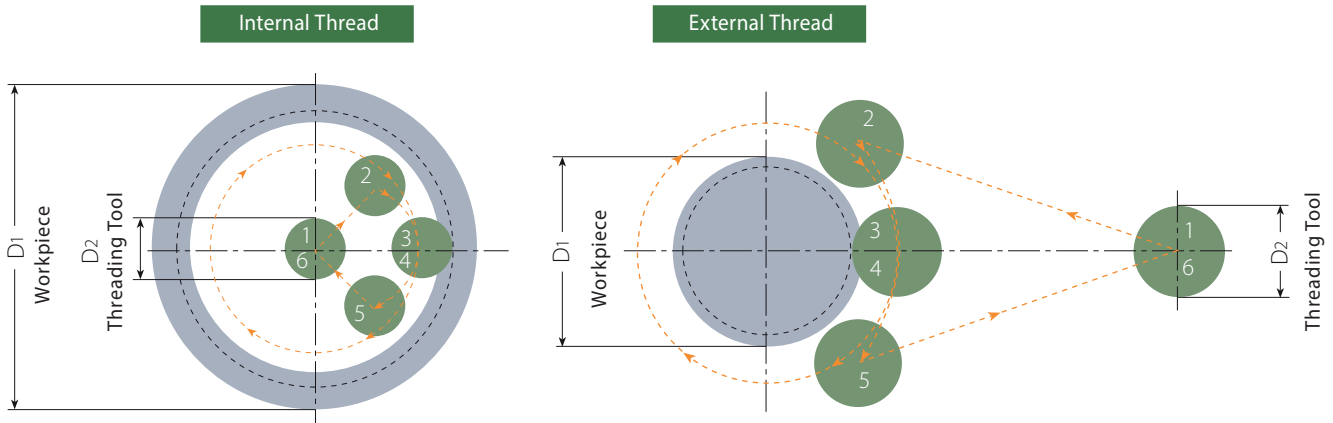 Internal Thread
External Thread
D1
Workpiece
D2
Threading Tool
1
6
2
3
4
5
D1
Workpiece
2
3
4
5
1
6
D2
Threading Tool